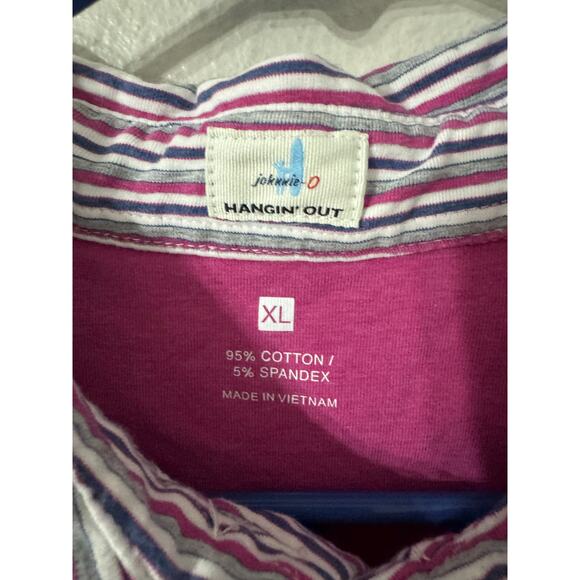 johnnie-O
HANGIN' OUT
XL
95% COTTON /
5% SPANDEX
MADE IN VIETNAM